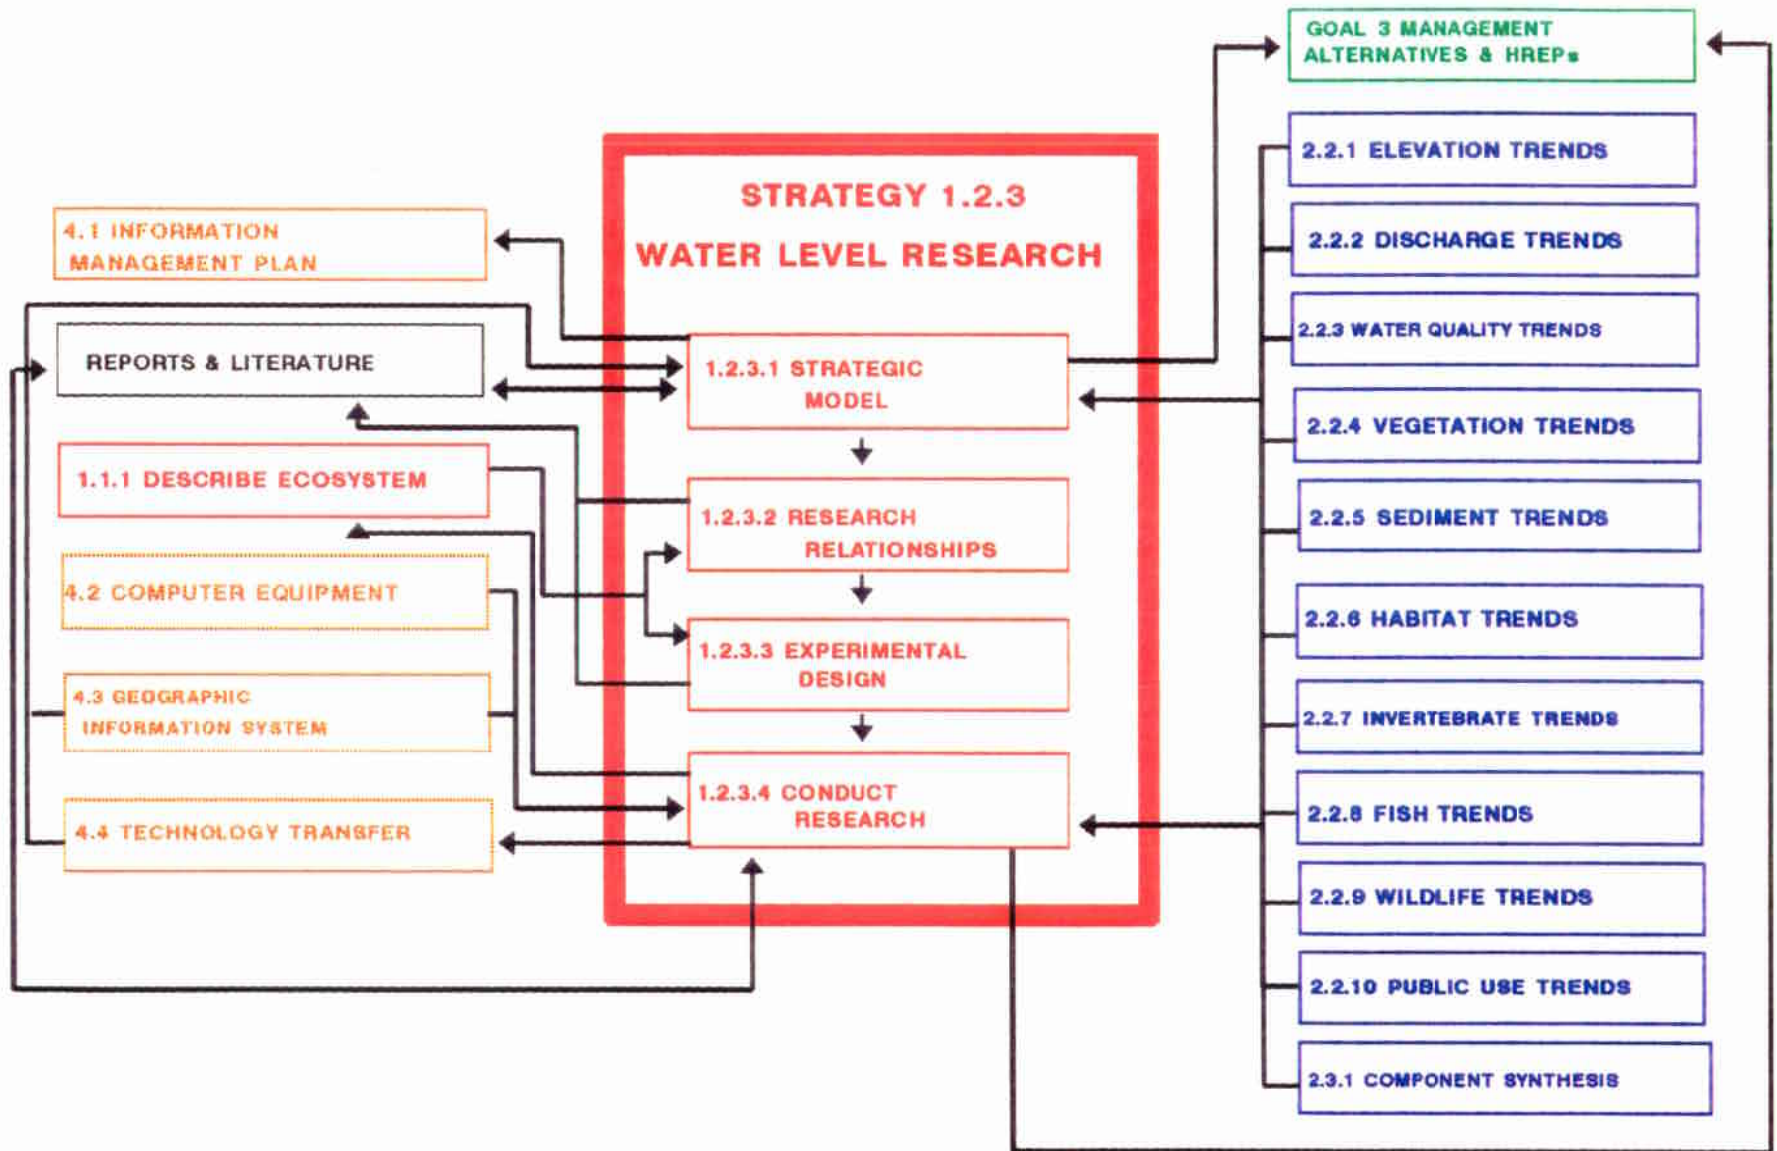 GOAL 3 MANAGEMENT
ALTERNATIVES & HREPs
STRATEGY 1.2.3
WATER LEVEL RESEARCH
4.1 INFORMATION
MANAGEMENT PLAN
REPORTS & LITERATURE
1.1.1 DESCRIBE ECOSYSTEM
4.2 COMPUTER EQUIPMENT
4.3 GEOGRAPHIC
INFORMATION SYSTEM
4.4 TECHNOLOGY TRANSFER
1.2.3.1 STRATEGIC
MODEL
1.2.3.2 RESEARCH
RELATIONSHIPS
1.2.3.3 EXPERIMENTAL
DESIGN
1.2.3.4 CONDUCT
RESEARCH
2.2.1 ELEVATION TRENDS
2.2.2 DISCHARGE TRENDS
2.2.3 WATER QUALITY TRENDS
2.2.4 VEGETATION TRENDS
2.2.5 SEDIMENT TRENDS
2.2.6 HABITAT TRENDS
2.2.7 INVERTEBRATE TRENDS
2.2.8 FISH TRENDS
2.2.9 WILDLIFE TRENDS
2.2.10 PUBLIC USE TRENDS
2.3.1 COMPONENT SYNTHESIS